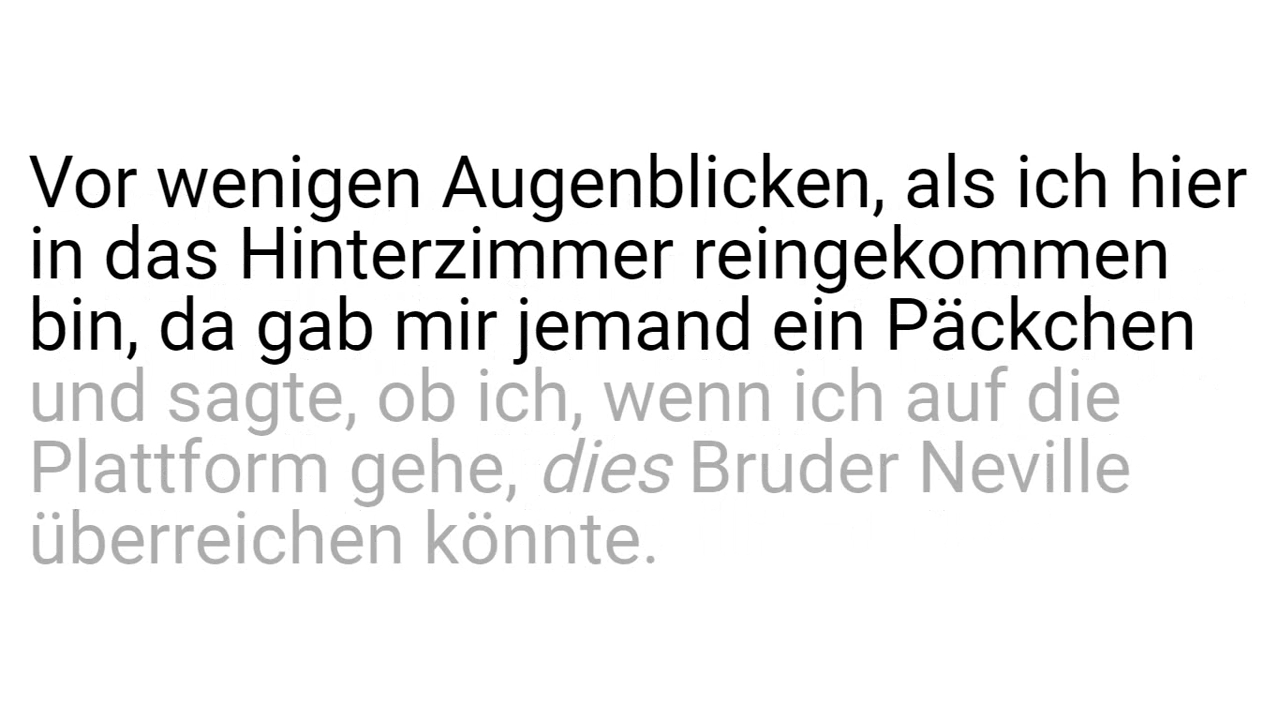 Vor wenigen Augenblicken, als ich hier
in das Hinterzimmer reingekommen
bin, da gab mir jemand ein Päckchen
und sagte, ob ich, wenn ich auf die
Plattform gehe, dies Bruder Neville
überreichen könnte.